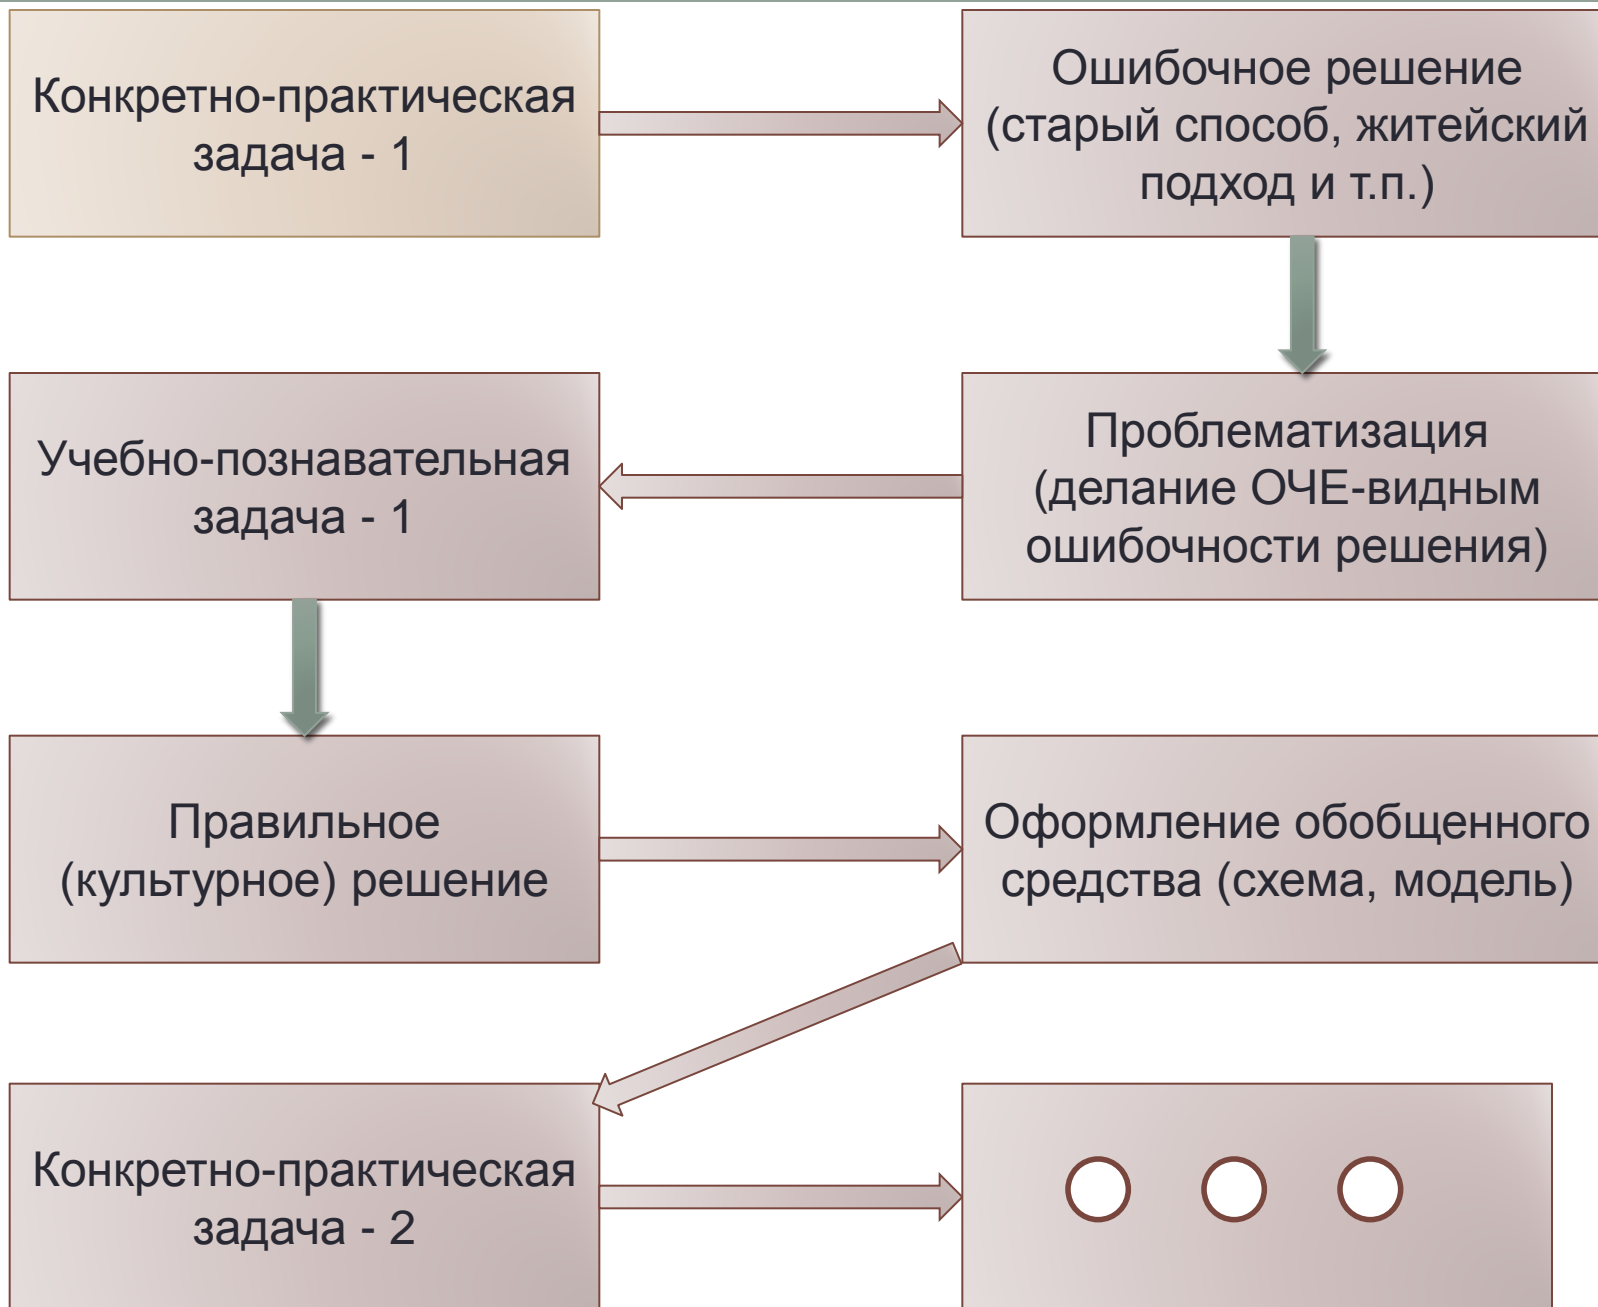 Конкретно-практическая
задача - 1
Ошибочное решение
(старый способ, житейский
подход и т.п.)
Учебно-познавательная
задача - 1
Проблематизация
(делание ОЧЕ-видным
ошибочности решения)
Правильное
(культурное) решение
Оформление обобщенного
средства (схема, модель)
Конкретно-практическая
задача - 2